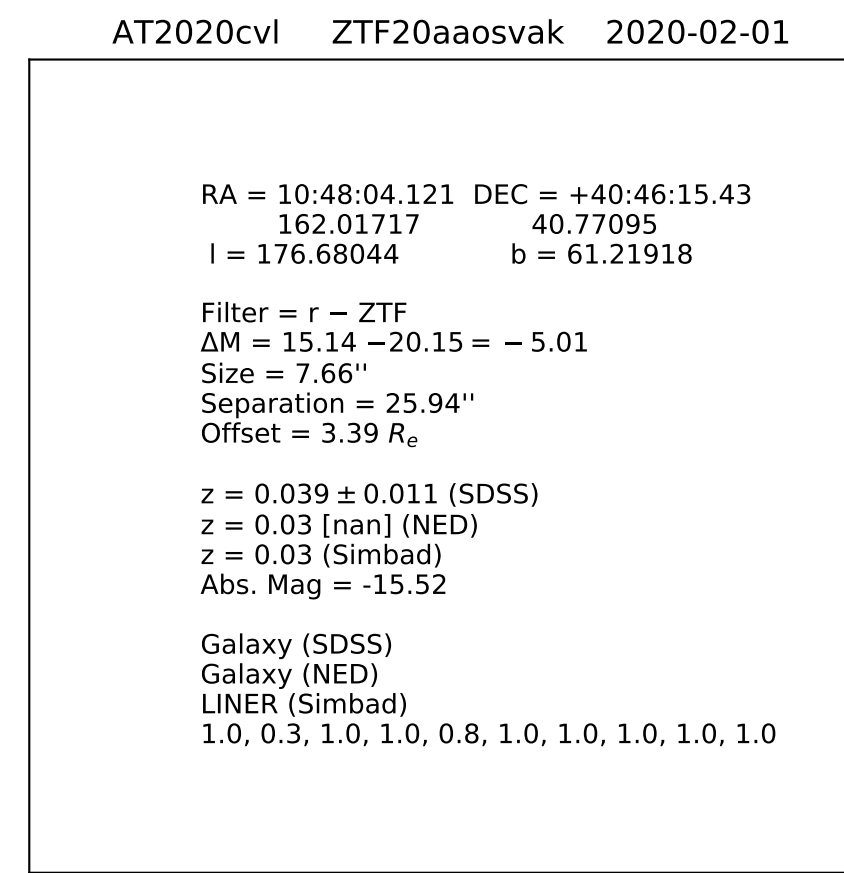 AT2020cvl ZTF20aaosvak 2020-02-01
RA = 10:48:04.121 DEC = +40:46:15.43
162.01717 40.77095
l = 176.68044 b = 61.21918
Filter = r − ZTF
ΔM = 15.14 −20.15 = − 5.01
Size = 7.66''
Separation = 25.94''
Offset = 3.39 Re
z = 0.039 ± 0.011 (SDSS)
z = 0.03 [nan] (NED)
z = 0.03 (Simbad)
Abs. Mag = -15.52
Galaxy (SDSS)
Galaxy (NED)
LINER (Simbad)
1.0, 0.3, 1.0, 1.0, 0.8, 1.0, 1.0, 1.0, 1.0, 1.0